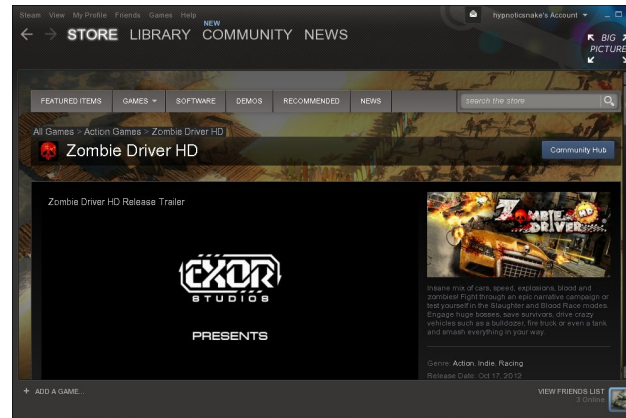 Steam View My Profile Friends Games Help
hypnoticsnake's Account
NEW
STORE LIBRARY COMMUNITY NEWS
BIG
PICTURE
FEATURED ITEMS GAMES SOFTWARE DEMOS RECOMMENDED NEWS
search the store
All Games > Action Games > Zombie Driver HD
Zombie Driver HD
Community Hub
Zombie Driver HD Release Trailer
EXOR
STUDIOS
PRESENTS
ZOMBIE HD
DRIVER
Insane mix of cars, speed, explosions, blood and
zombies! Fight through an epic narrative campaign or
test yourself in the Slaughter and Blood Race modes.
Engage huge bosses, save survivors, drive crazy
vehicles such as a bulldozer, fire truck or even a tank
and smash everything in your way.
Genre: Action, Indie, Racing
Release Date: Oct 17, 2012
+ ADD A GAME...
VIEW FRIENDS LIST
3 Online